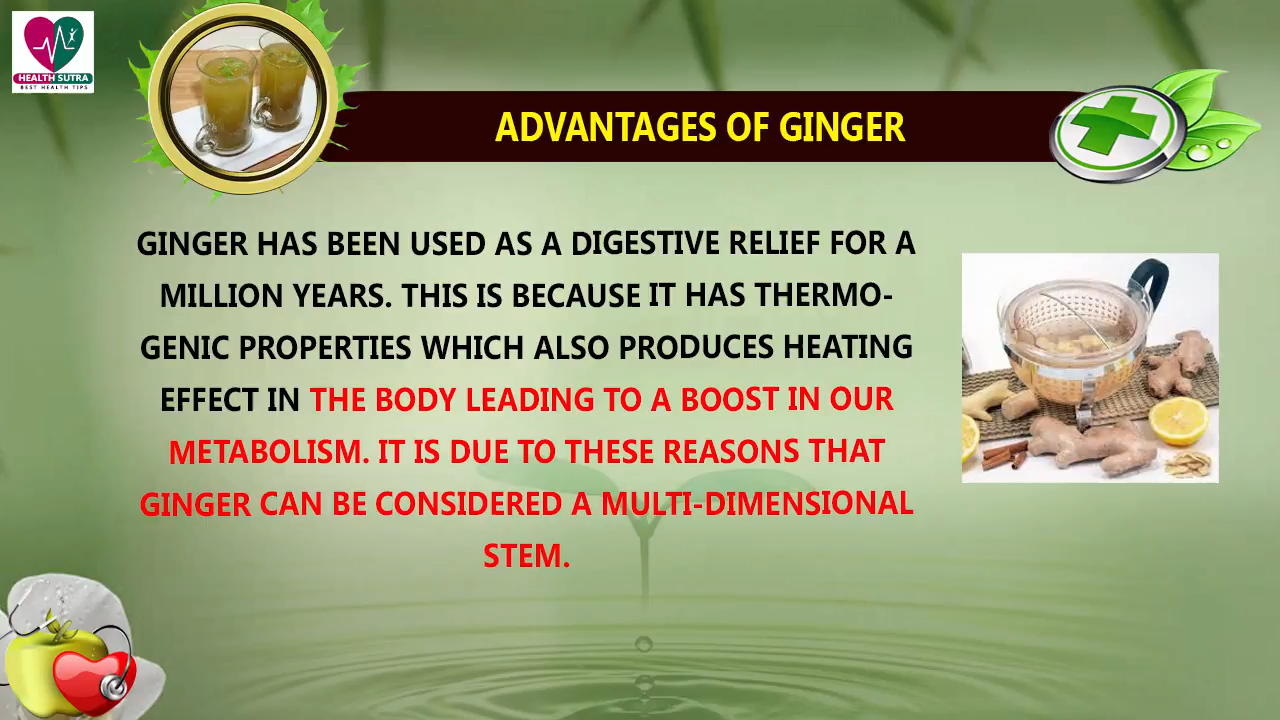 HEALTH SUTRA
BEST HEALTH TIPS
ADVANTAGES OF GINGER
GINGER HAS BEEN USED AS A DIGESTIVE RELIEF FOR A
MILLION YEARS. THIS IS BECAUSE IT HAS THERMO-
GENIC PROPERTIES WHICH ALSO PRODUCES HEATING
EFFECT IN THE BODY LEADING TO A BOOST IN OUR
METABOLISM. IT IS DUE TO THESE REASONS THAT
GINGER CAN BE CONSIDERED A MULTI-DIMENSIONAL
STEM.